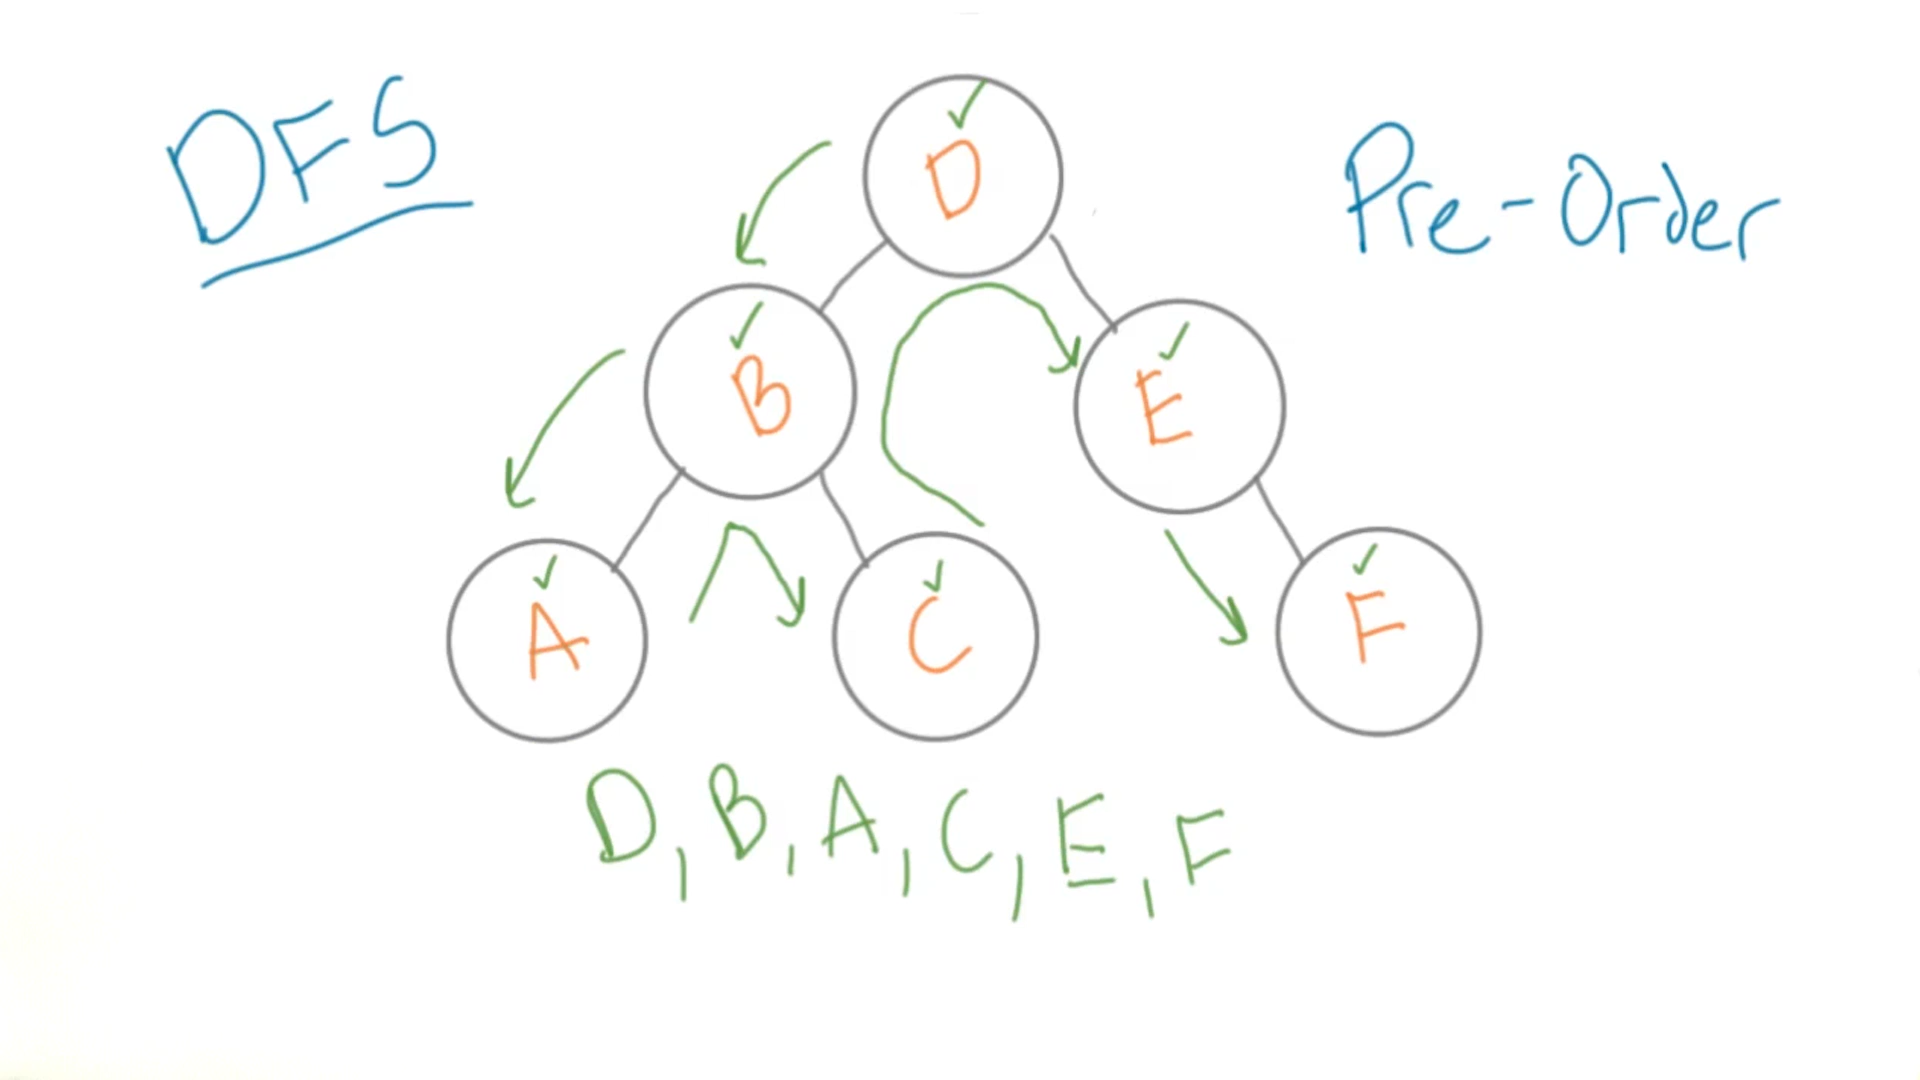 DFS
Pre-Order
D
B
E
A
C
F
D, B, A, C, E, F